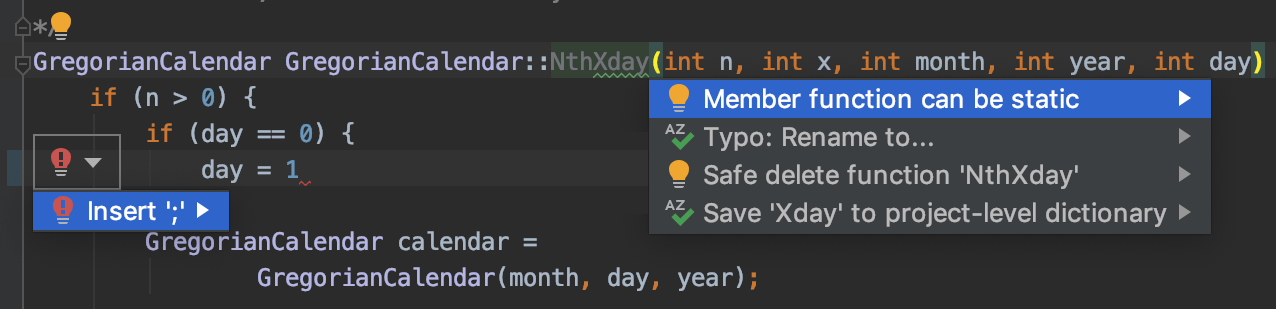 */
GregorianCalendar GregorianCalendar::NthXday(int n, int x, int month, int year, int day)
if (n > 0) {
Member function can be static
if (day == 0) {
Typo: Rename to...
day = 1
Safe delete function 'NthXday'
Insert ';'
Save 'Xday' to project-level dictionary
GregorianCalendar calendar =
GregorianCalendar(month, day, year);